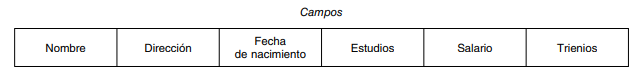 Campos
Nombre
Dirección
Fecha
de nacimiento
Estudios
Salario
Trienios